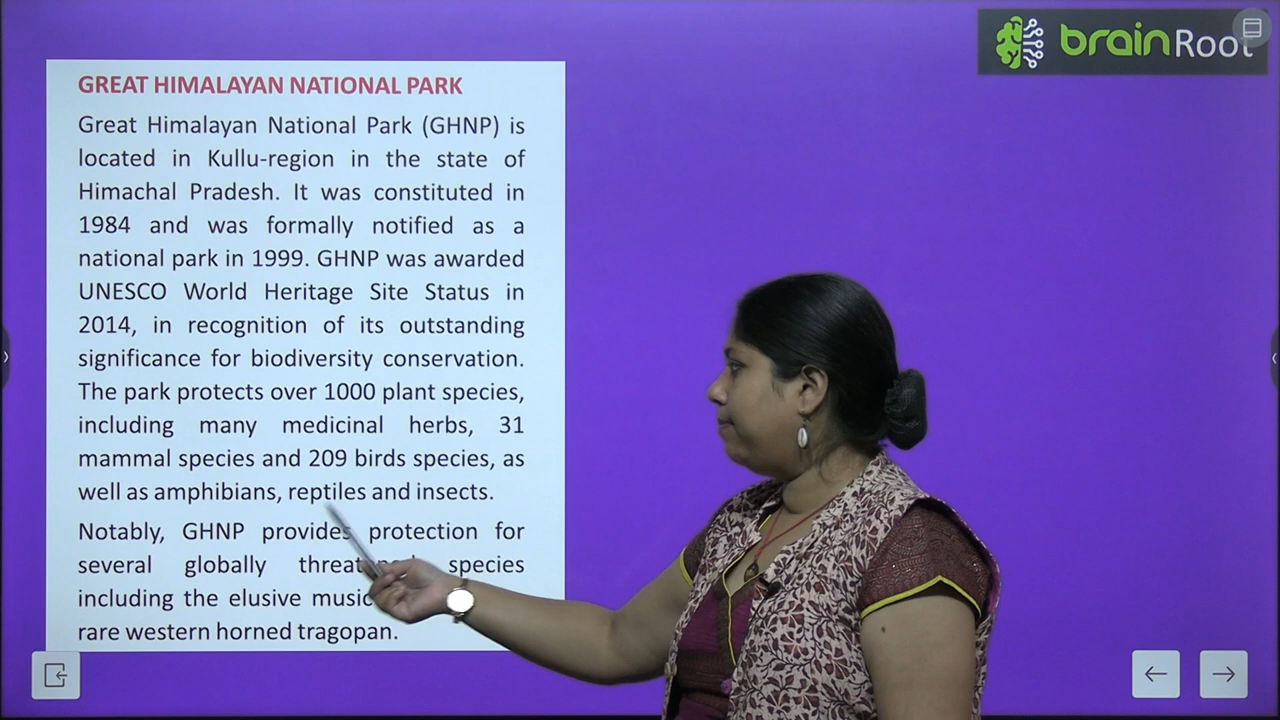 brainRoot
GREAT HIMALAYAN NATIONAL PARK
Great Himalayan National Park (GHNP) is
located in Kullu-region in the state of
Himachal Pradesh. It was constituted in
1984 and was formally notified as a
national park in 1999. GHNP was awarded
UNESCO World Heritage Site Status in
2014, in recognition of its outstanding
significance for biodiversity conservation.
The park protects over 1000 plant species,
including many medicinal herbs, 31
mammal species and 209 birds species, as
well as amphibians, reptiles and insects.
Notably, GHNP provides protection for
several globally species
including the elusive
rare western horned tragopan.